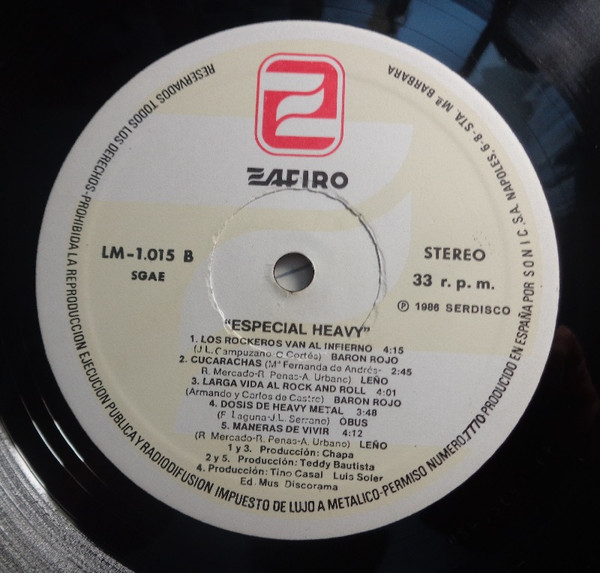 RESERVADOS TODOS LOS DERECHOS-PROHIBIDA LA REPRODUCCION EJECUCION PUBLICA Y RADIODIFUSION IMPUESTO DE LUJO A METALICO-PERMISO NUMERO:7770 PRODUCIDO EN ESPAÑA POR SONIC, S.A. NAPOLES, 6-8-STA. Mª BARBARA
ZAFIRO
LM-1.015 B
SGAE
STEREO
33 r. p. m.
℗ 1986 SERDISCO
"ESPECIAL HEAVY"
1. LOS ROCKEROS VAN AL INFIERNO 4:15
(J.L. Campuzano-C. Cortés) BARON ROJO
2. CUCARACHAS (Mª Fernanda de Andrés- 2:45
R. Mercado-R. Penas-A. Urbano) LEÑO
3. LARGA VIDA AL ROCK AND ROLL 4:01
(Armando y Carlos de Castro) BARON ROJO
4. DOSIS DE HEAVY METAL 3:48
(F. Laguna-J.L. Serrano) ÒBUS
5. MANERAS DE VIVIR 4:12
(R. Mercado-R. Penas-A. Urbano) LEÑO
1 y 3. Producción: Chapa
2 y 5. Producción: Teddy Bautista
4. Producción: Tino Casal Luis Soler
Ed. Mus Discorama